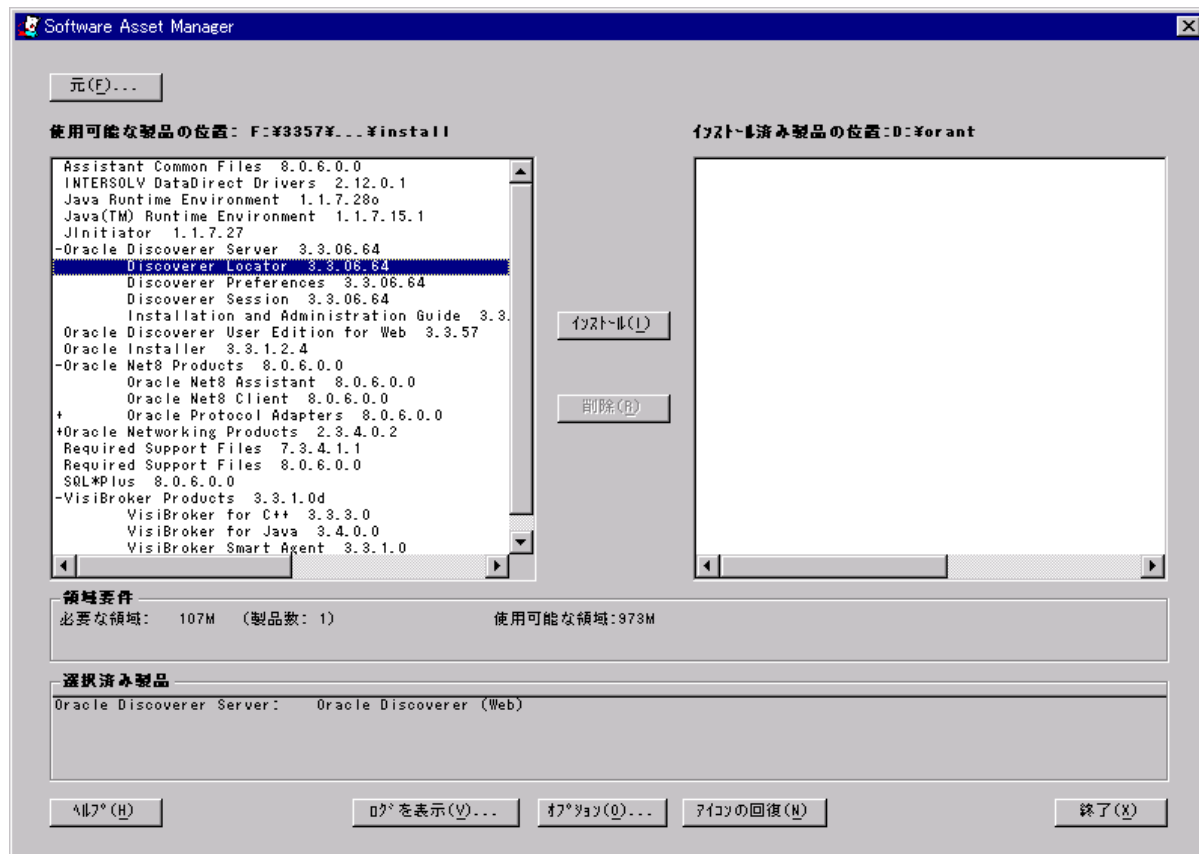 Software Asset Manager
元(F)...
使用可能な製品の位置: F:¥3357¥...¥install
インストール済み製品の位置:D:¥orant
Assistant Common Files 8.0.6.0.0
INTERSOLV DataDirect Drivers 2.12.0.1
Java Runtime Environment 1.1.7.28o
Java(TM) Runtime Environment 1.1.7.15.1
JInitiator 1.1.7.27
-Oracle Discoverer Server 3.3.06.64
Discoverer Locator 3.3.06.64
Discoverer Preferences 3.3.06.64
Discoverer Session 3.3.06.64
Installation and Administration Guide 3.3.
Oracle Discoverer User Edition for Web 3.3.57
Oracle Installer 3.3.1.2.4
-Oracle Net8 Products 8.0.6.0.0
Oracle Net8 Assistant 8.0.6.0.0
Oracle Net8 Client 8.0.6.0.0
+ Oracle Protocol Adapters 8.0.6.0.0
+Oracle Networking Products 2.3.4.0.2
Required Support Files 7.3.4.1.1
Required Support Files 8.0.6.0.0
SQL*Plus 8.0.6.0.0
-VisiBroker Products 3.3.1.0d
VisiBroker for C++ 3.3.3.0
VisiBroker for Java 3.4.0.0
VisiBroker Smart Agent 3.3.1.0
インストール(I)
削除(R)
領域要件
必要な領域: 107M (製品数: 1) 使用可能な領域:973M
選択済み製品
Oracle Discoverer Server: Oracle Discoverer (Web)
ヘルプ(H) ログを表示(V)... オプション(O)... アイコンの回復(N) 終了(X)